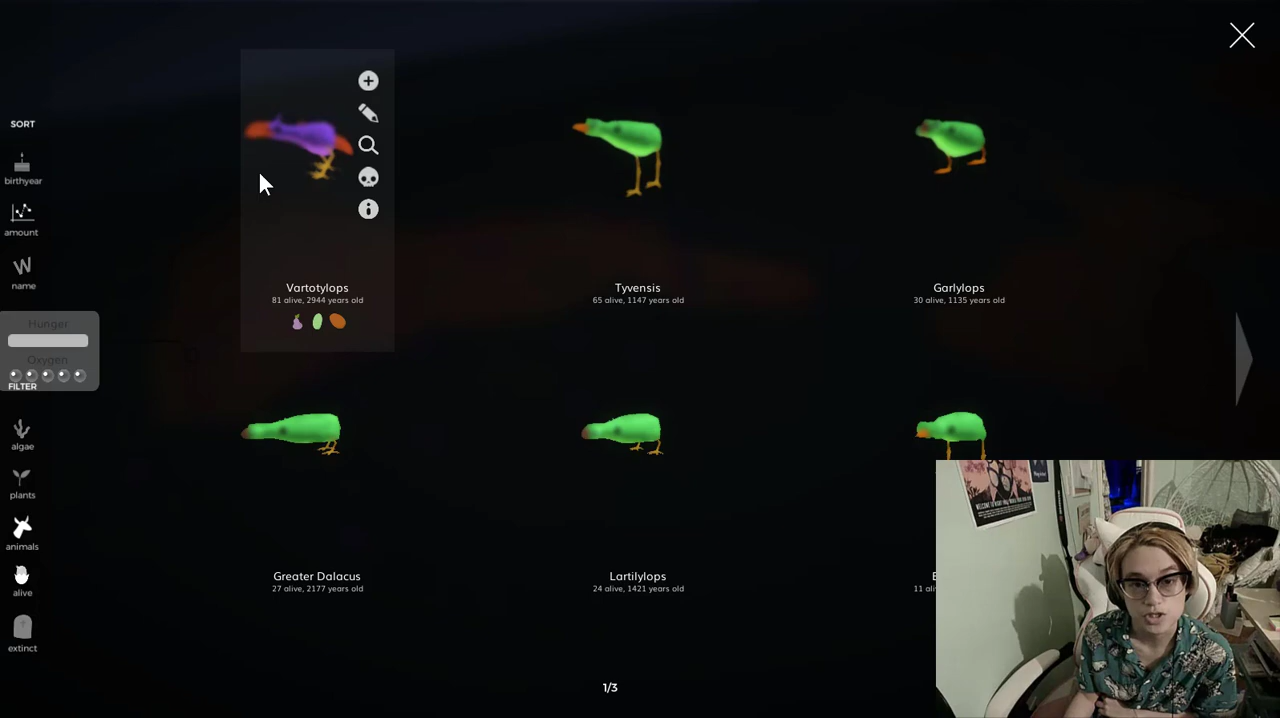 SORT
birthyear
amount
name
Hunger
Oxygen
FILTER
algae
plants
animals
alive
extinct
Vartotylops
81 alive, 2944 years old
Tyvensis
65 alive, 1147 years old
Garlylops
30 alive, 1135 years old
Greater Dalacus
27 alive, 2177 years old
Lartilylops
24 alive, 1421 years old
11 ali
1/3